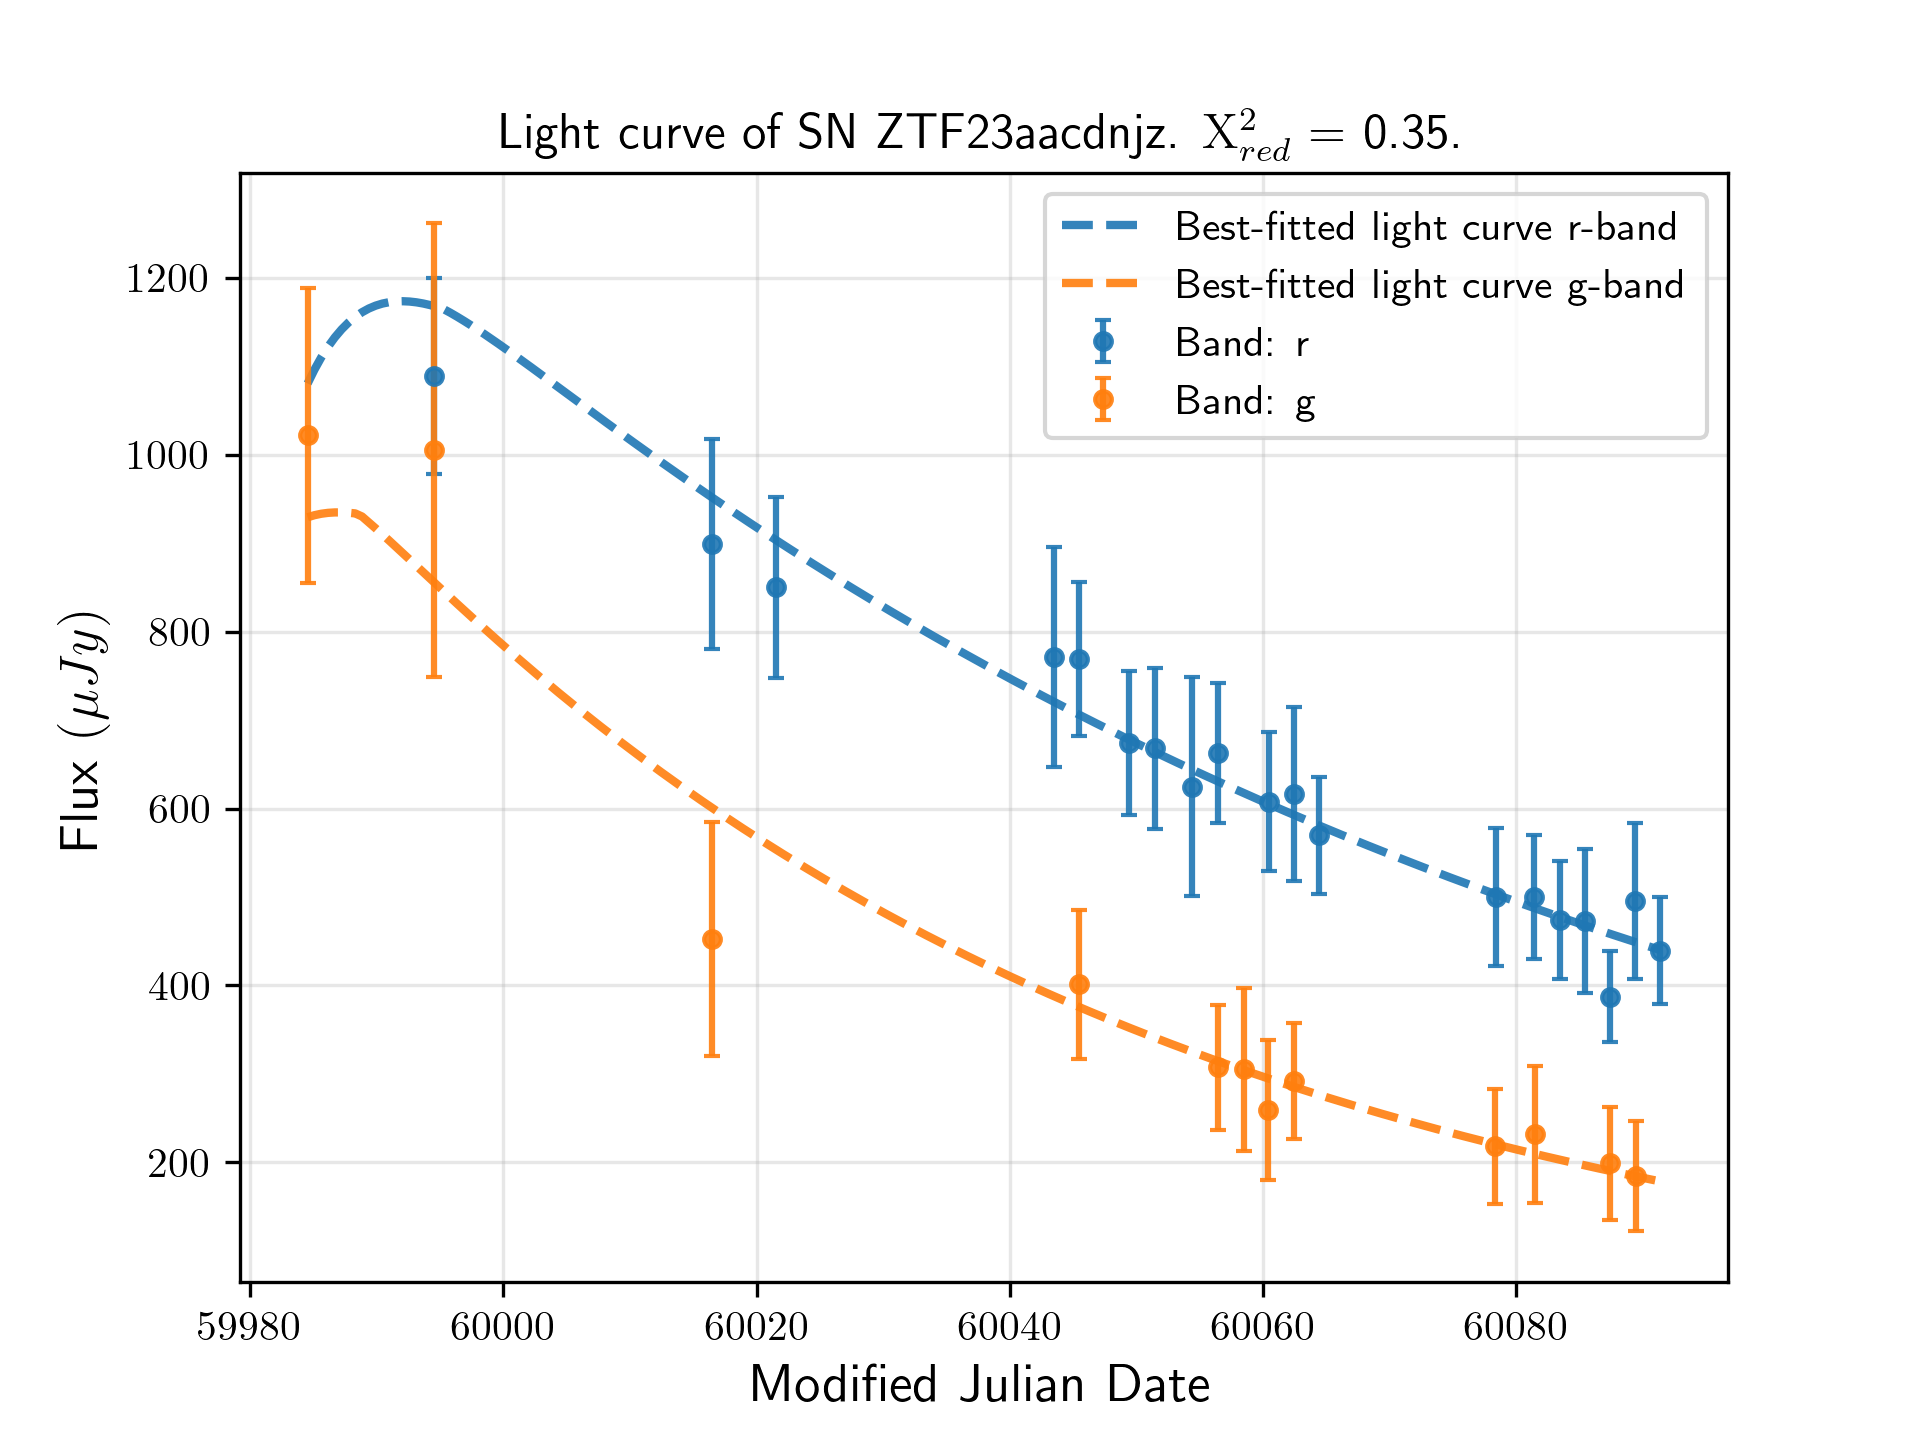 Light curve of SN ZTF23aacdnjz. X²red = 0.35.
Best-fitted light curve r-band
Best-fitted light curve g-band
Band: r
Band: g
Flux (μJy)
1200
1000
800
600
400
200
59980 60000 60020 60040 60060 60080
Modified Julian Date